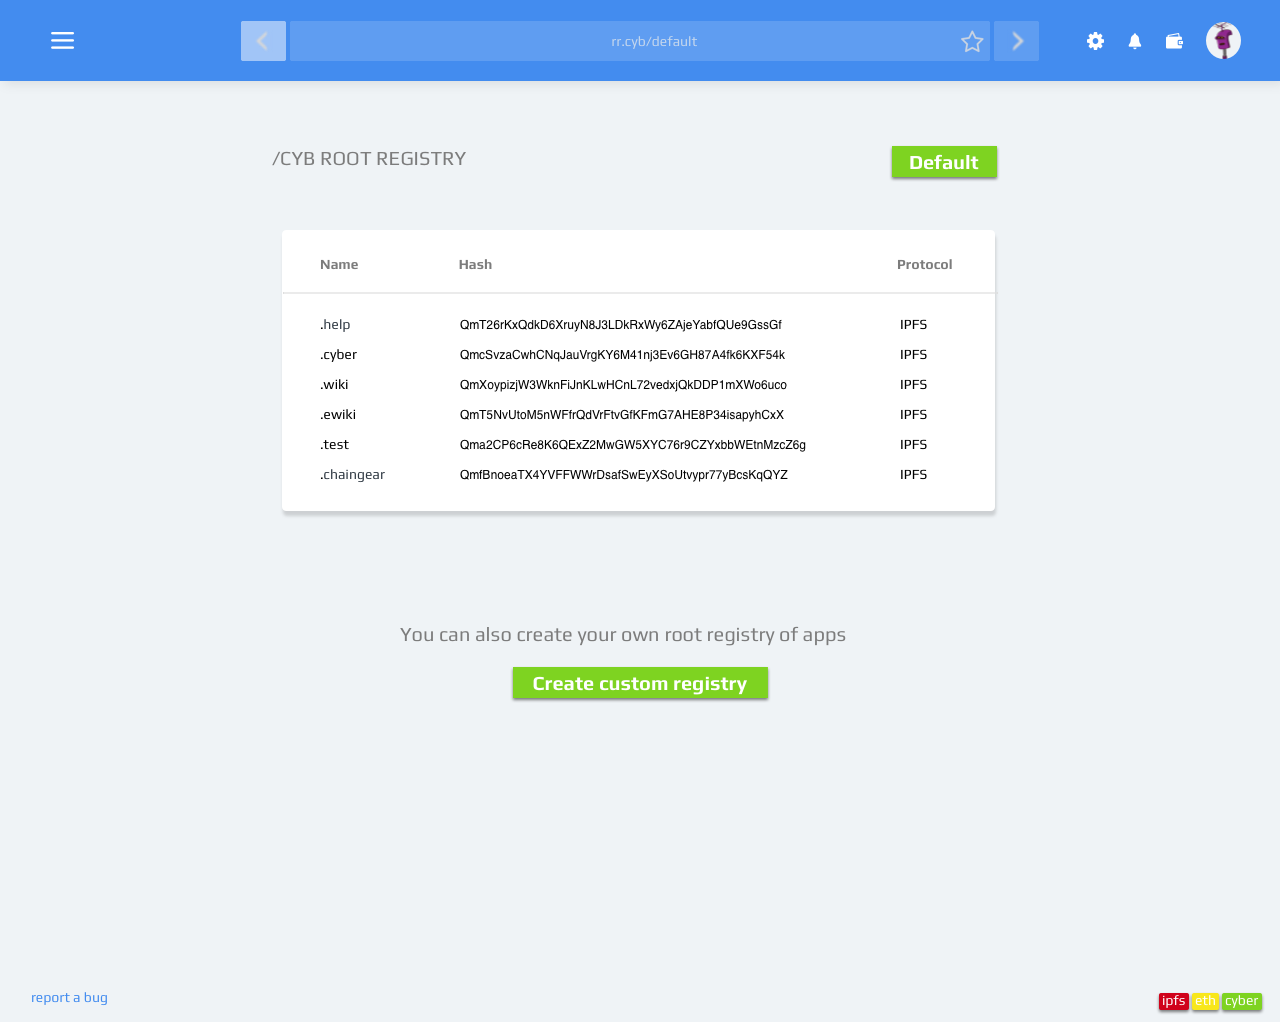 rr.cyb/default
/CYB ROOT REGISTRY
Default
Name Hash Protocol
.help QmT26rKxQdkD6XruyN8J3LDkRxWy6ZAjeYabfQUe9GssGf IPFS
.cyber QmcSvzaCwhCNqJauVrgKY6M41nj3Ev6GH87A4fk6KXF54k IPFS
.wiki QmXoypizjW3WknFiJnKLwHCnL72vedxjQkDDP1mXWo6uco IPFS
.ewiki QmT5NvUtoM5nWFfrQdVrFtvGfKFmG7AHE8P34isapyhCxX IPFS
.test Qma2CP6cRe8K6QExZ2MwGW5XYC76r9CZYxbbWEtnMzcZ6g IPFS
.chaingear QmfBnoeaTX4YVFFWWrDsafSwEyXSoUtvypr77yBcsKqQYZ IPFS
You can also create your own root registry of apps
Create custom registry
report a bug
ipfs eth cyber